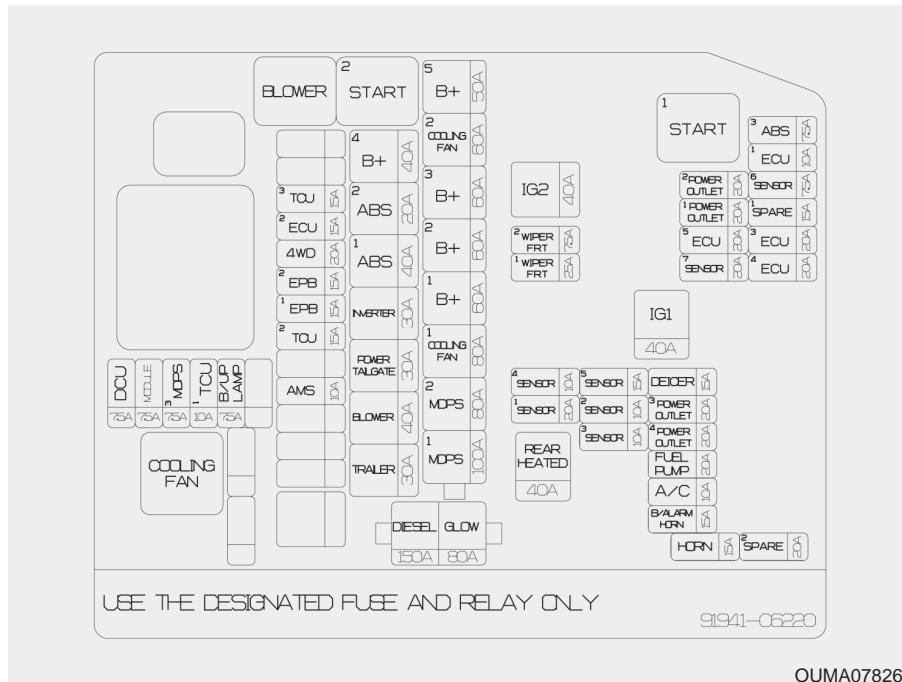 BLOWER
2 START
5 B+ 50A
2 COOLING FAN 60A
4 B+ 40A
3 TCU 15A
2 ABS 20A
3 B+ 60A
2 ECU 15A
4WD 20A
1 ABS 40A
2 B+ 60A
2 EPB 15A
1 EPB 15A
INVERTER 30A
1 B+ 60A
2 TCU 15A
POWER TAILGATE 30A
1 COOLING FAN 80A
AMS 10A
BLOWER 40A
2 MDPS 80A
TRAILER 30A
1 MDPS 100A
DCU 7.5A
MODULE 7.5A
3 MDPS 7.5A
1 TCU 10A
B/UP LAMP 7.5A
COOLING FAN
DIESEL 150A
GLOW 80A
IG2 40A
2 WIPER FRT 7.5A
1 WIPER FRT 25A
1 START
3 ABS 7.5A
1 ECU 10A
2 POWER OUTLET 20A
6 SENSOR 7.5A
1 POWER OUTLET 20A
1 SPARE 15A
5 ECU 20A
3 ECU 20A
7 SENSOR 20A
4 ECU 20A
IG1 40A
4 SENSOR 10A
5 SENSOR 15A
DEICER 15A
1 SENSOR 20A
2 SENSOR 10A
3 POWER OUTLET 20A
3 SENSOR 10A
4 POWER OUTLET 20A
REAR HEATED 40A
FUEL PUMP 20A
A/C 10A
B/ALARM HORN 15A
HORN 15A
2 SPARE 20A
USE THE DESIGNATED FUSE AND RELAY ONLY
91941-C6220
OUMA07826